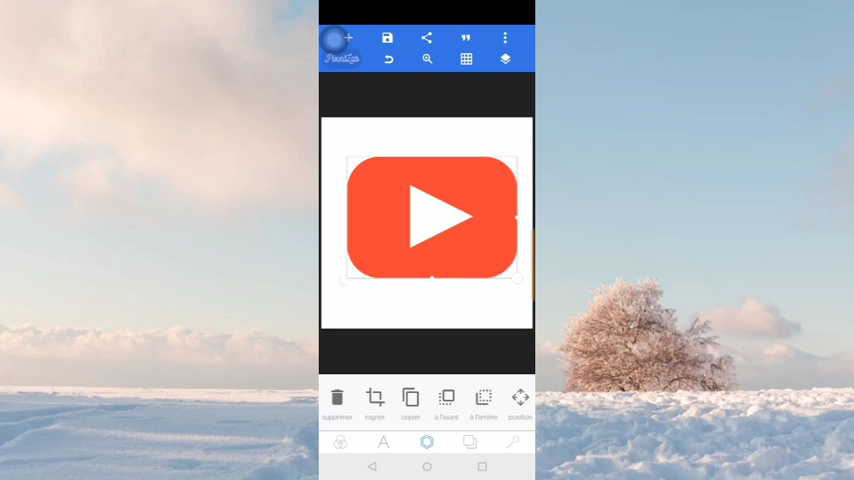 PixelLab
supprimer rogner copier à l'avant à l'arrière position